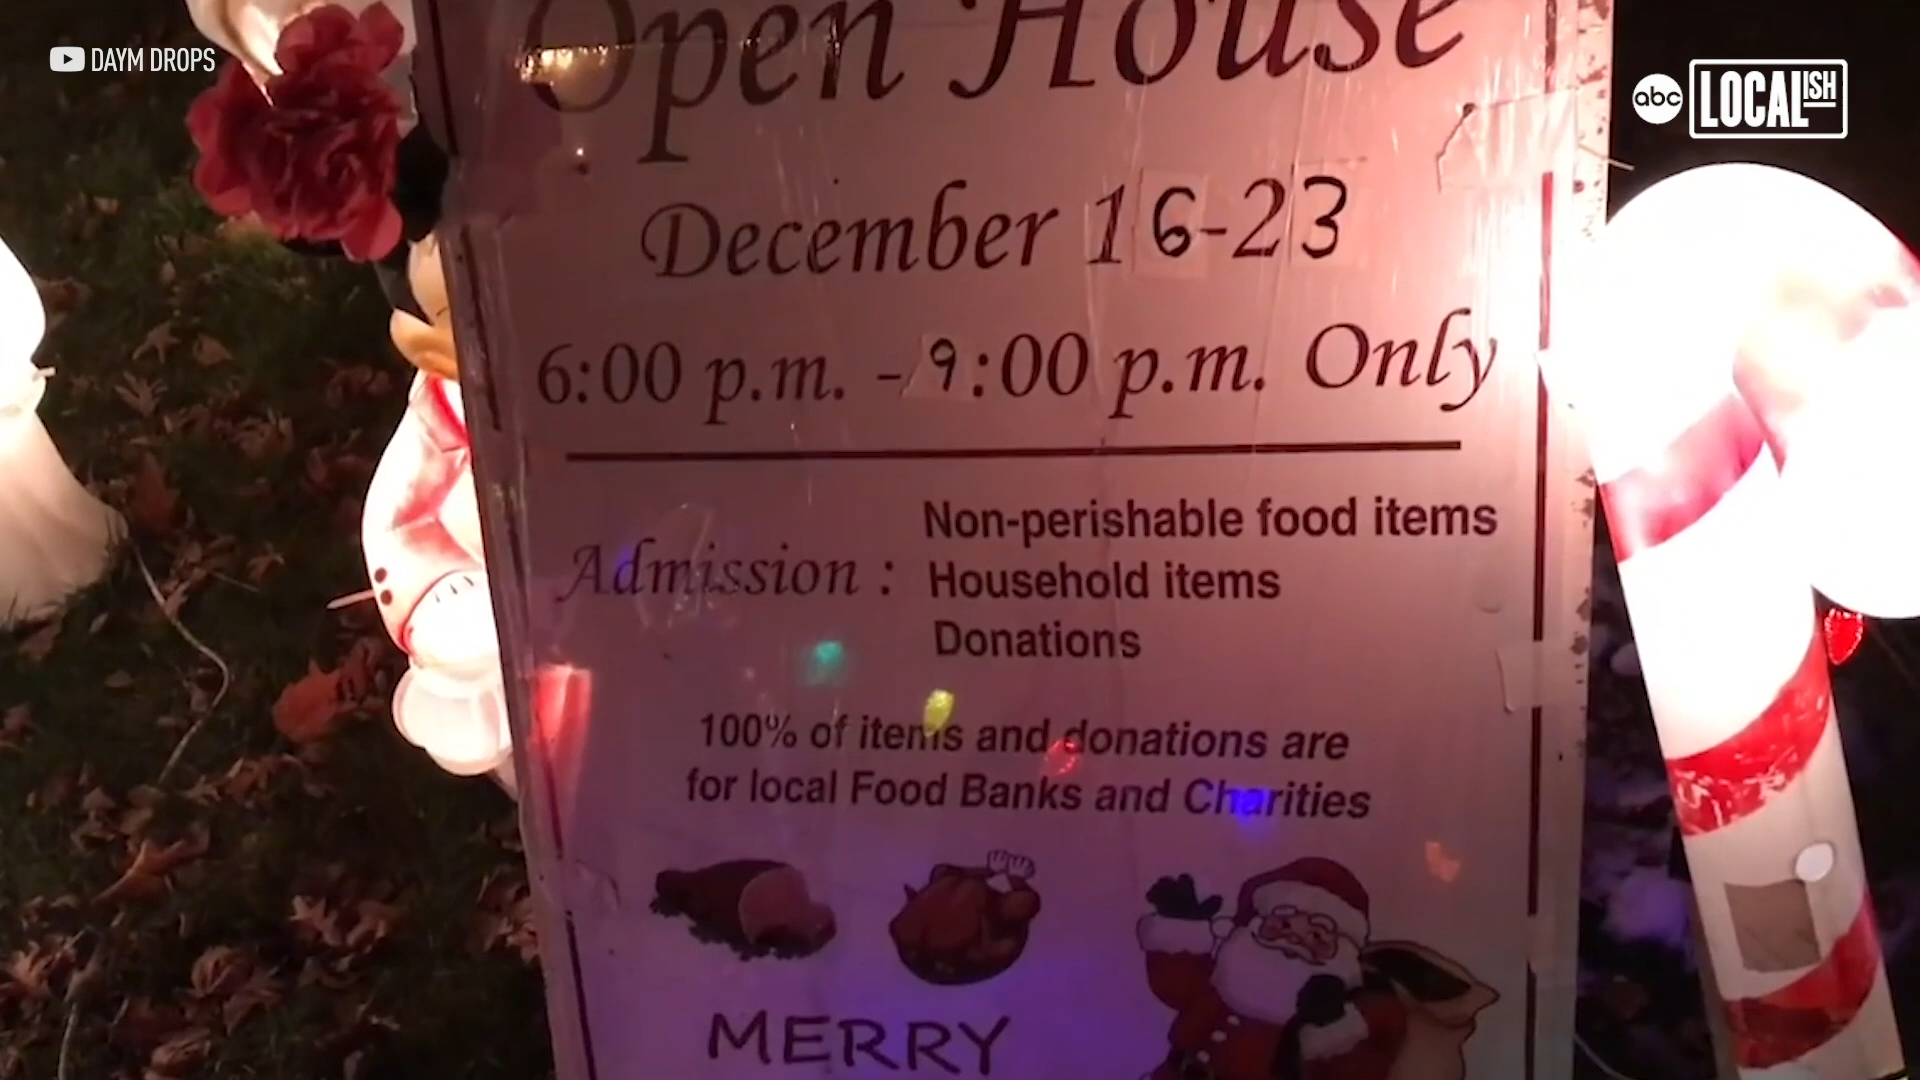 DAYM DROPS
abc LOCALISH
Open House
December 16-23
6:00 p.m. - 9:00 p.m. Only
Admission : Non-perishable food items
Household items
Donations
100% of items and donations are
for local Food Banks and Charities
MERRY